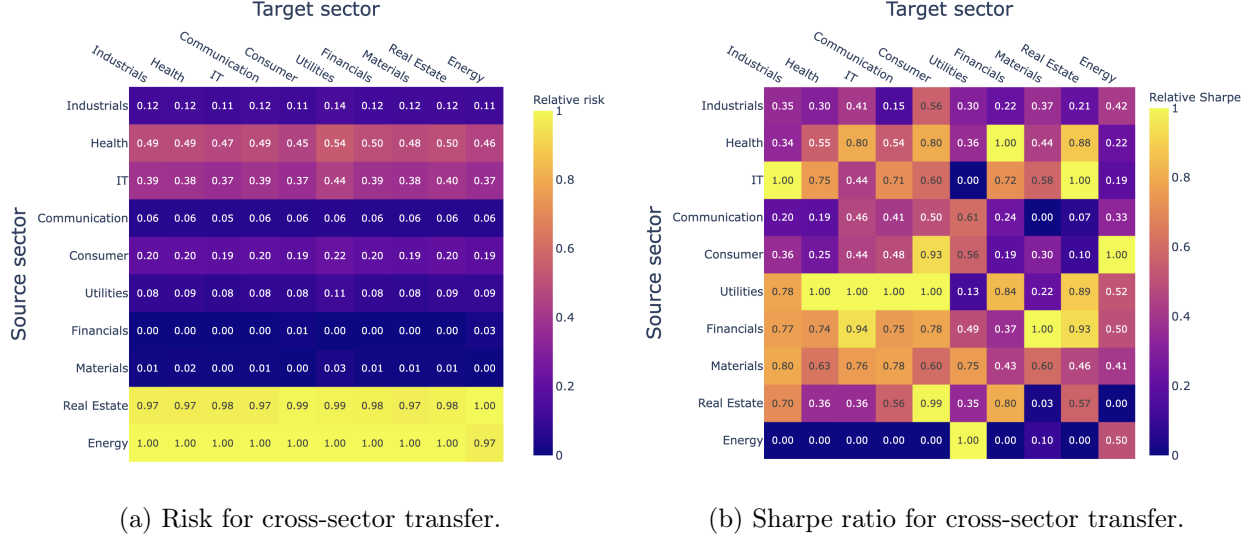 Target sector
Industrials Health IT Communication Consumer Utilities Financials Materials Real Estate Energy
Industrials 0.12 0.12 0.11 0.12 0.11 0.14 0.12 0.12 0.12 0.11
Health 0.49 0.49 0.47 0.49 0.45 0.54 0.50 0.48 0.50 0.46
IT 0.39 0.38 0.37 0.39 0.37 0.44 0.39 0.38 0.40 0.37
Communication 0.06 0.06 0.05 0.06 0.06 0.06 0.06 0.06 0.06 0.06
Consumer 0.20 0.20 0.19 0.20 0.19 0.22 0.20 0.19 0.20 0.19
Utilities 0.08 0.09 0.08 0.08 0.08 0.11 0.08 0.08 0.09 0.09
Financials 0.00 0.00 0.00 0.00 0.01 0.00 0.00 0.00 0.00 0.03
Materials 0.01 0.02 0.00 0.01 0.00 0.03 0.01 0.01 0.01 0.00
Real Estate 0.97 0.97 0.98 0.97 0.99 0.99 0.98 0.97 0.98 1.00
Energy 1.00 1.00 1.00 1.00 1.00 1.00 1.00 1.00 1.00 0.97
Source sector
Relative risk
1
0.8
0.6
0.4
0.2
0
(a) Risk for cross-sector transfer.
Target sector
Industrials Health IT Communication Consumer Utilities Financials Materials Real Estate Energy
Industrials 0.35 0.30 0.41 0.15 0.56 0.30 0.22 0.37 0.21 0.42
Health 0.34 0.55 0.80 0.54 0.80 0.36 1.00 0.44 0.88 0.22
IT 1.00 0.75 0.44 0.71 0.60 0.00 0.72 0.58 1.00 0.19
Communication 0.20 0.19 0.46 0.41 0.50 0.61 0.24 0.00 0.07 0.33
Consumer 0.36 0.25 0.44 0.48 0.93 0.56 0.19 0.30 0.10 1.00
Utilities 0.78 1.00 1.00 1.00 1.00 0.13 0.84 0.22 0.89 0.52
Financials 0.77 0.74 0.94 0.75 0.78 0.49 0.37 1.00 0.93 0.50
Materials 0.80 0.63 0.76 0.78 0.60 0.75 0.43 0.60 0.46 0.41
Real Estate 0.70 0.36 0.36 0.56 0.99 0.35 0.80 0.03 0.57 0.00
Energy 0.00 0.00 0.00 0.00 0.00 1.00 0.00 0.10 0.00 0.50
Source sector
Relative Sharpe
1
0.8
0.6
0.4
0.2
0
(b) Sharpe ratio for cross-sector transfer.